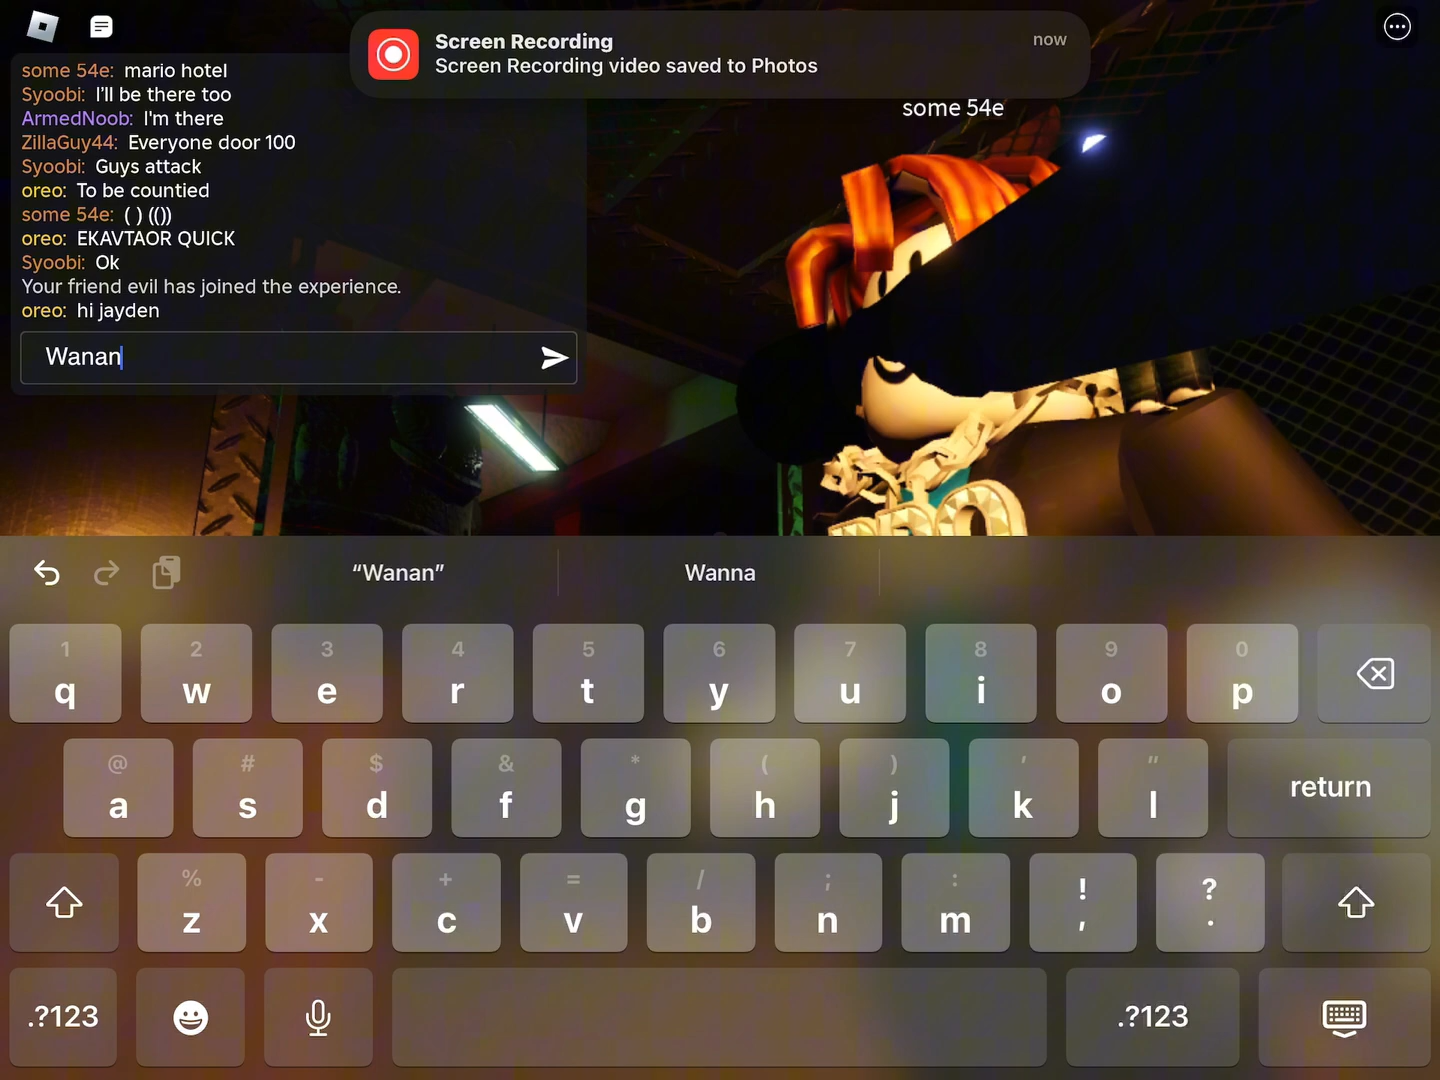 Screen Recording
now
Screen Recording video saved to Photos
some 54e: mario hotel
Syoobi: I'll be there too
ArmedNoob: I'm there
ZillaGuy44: Everyone door 100
Syoobi: Guys attack
oreo: To be countied
some 54e: ( ) (())
oreo: EKAVTAOR QUICK
Syoobi: Ok
Your friend evil has joined the experience.
oreo: hi jayden
Wanan
some 54e
“Wanan” Wanna
1 2 3 4 5 6 7 8 9 0
q w e r t y u i o p
@ # $ & * ( ) ' "
a s d f g h j k l return
% - + = / ; : ! ?
z x c v b n m , .
.?123 .?123